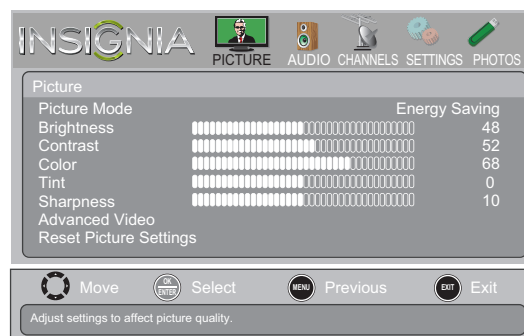 INSIGNIA
PICTURE AUDIO CHANNELS SETTINGS PHOTOS
Picture
Picture Mode Energy Saving
Brightness 48
Contrast 52
Color 68
Tint 0
Sharpness 10
Advanced Video
Reset Picture Settings
Move OK ENTER Select MENU Previous EXIT Exit
Adjust settings to affect picture quality.